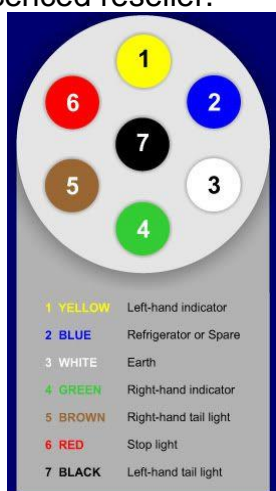 enced reseller.
1
6
2
7
5
3
4
1 YELLOW Left-hand indicator
2 BLUE Refrigerator or Spare
3 WHITE Earth
4 GREEN Right-hand indicator
5 BROWN Right-hand tail light
6 RED Stop light
7 BLACK Left-hand tail light